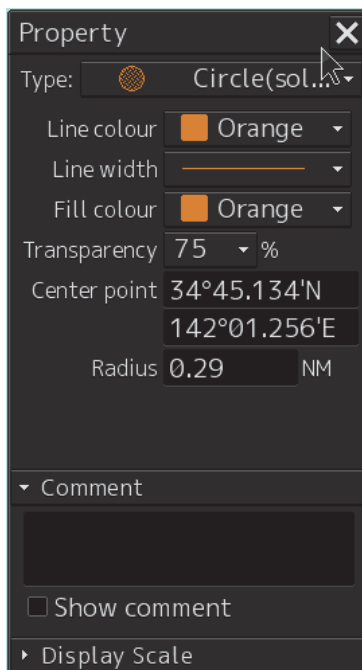 Property
Type: Circle(sol...
Line colour Orange
Line width
Fill colour Orange
Transparency 75 %
Center point 34°45.134'N
142°01.256'E
Radius 0.29 NM
Comment
Show comment
Display Scale